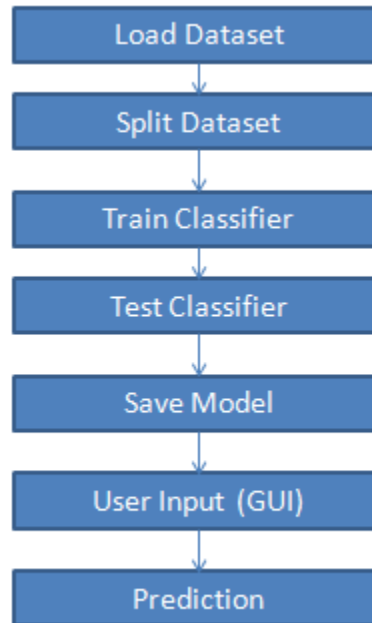 Load Dataset
Split Dataset
Train Classifier
Test Classifier
Save Model
User Input (GUI)
Prediction